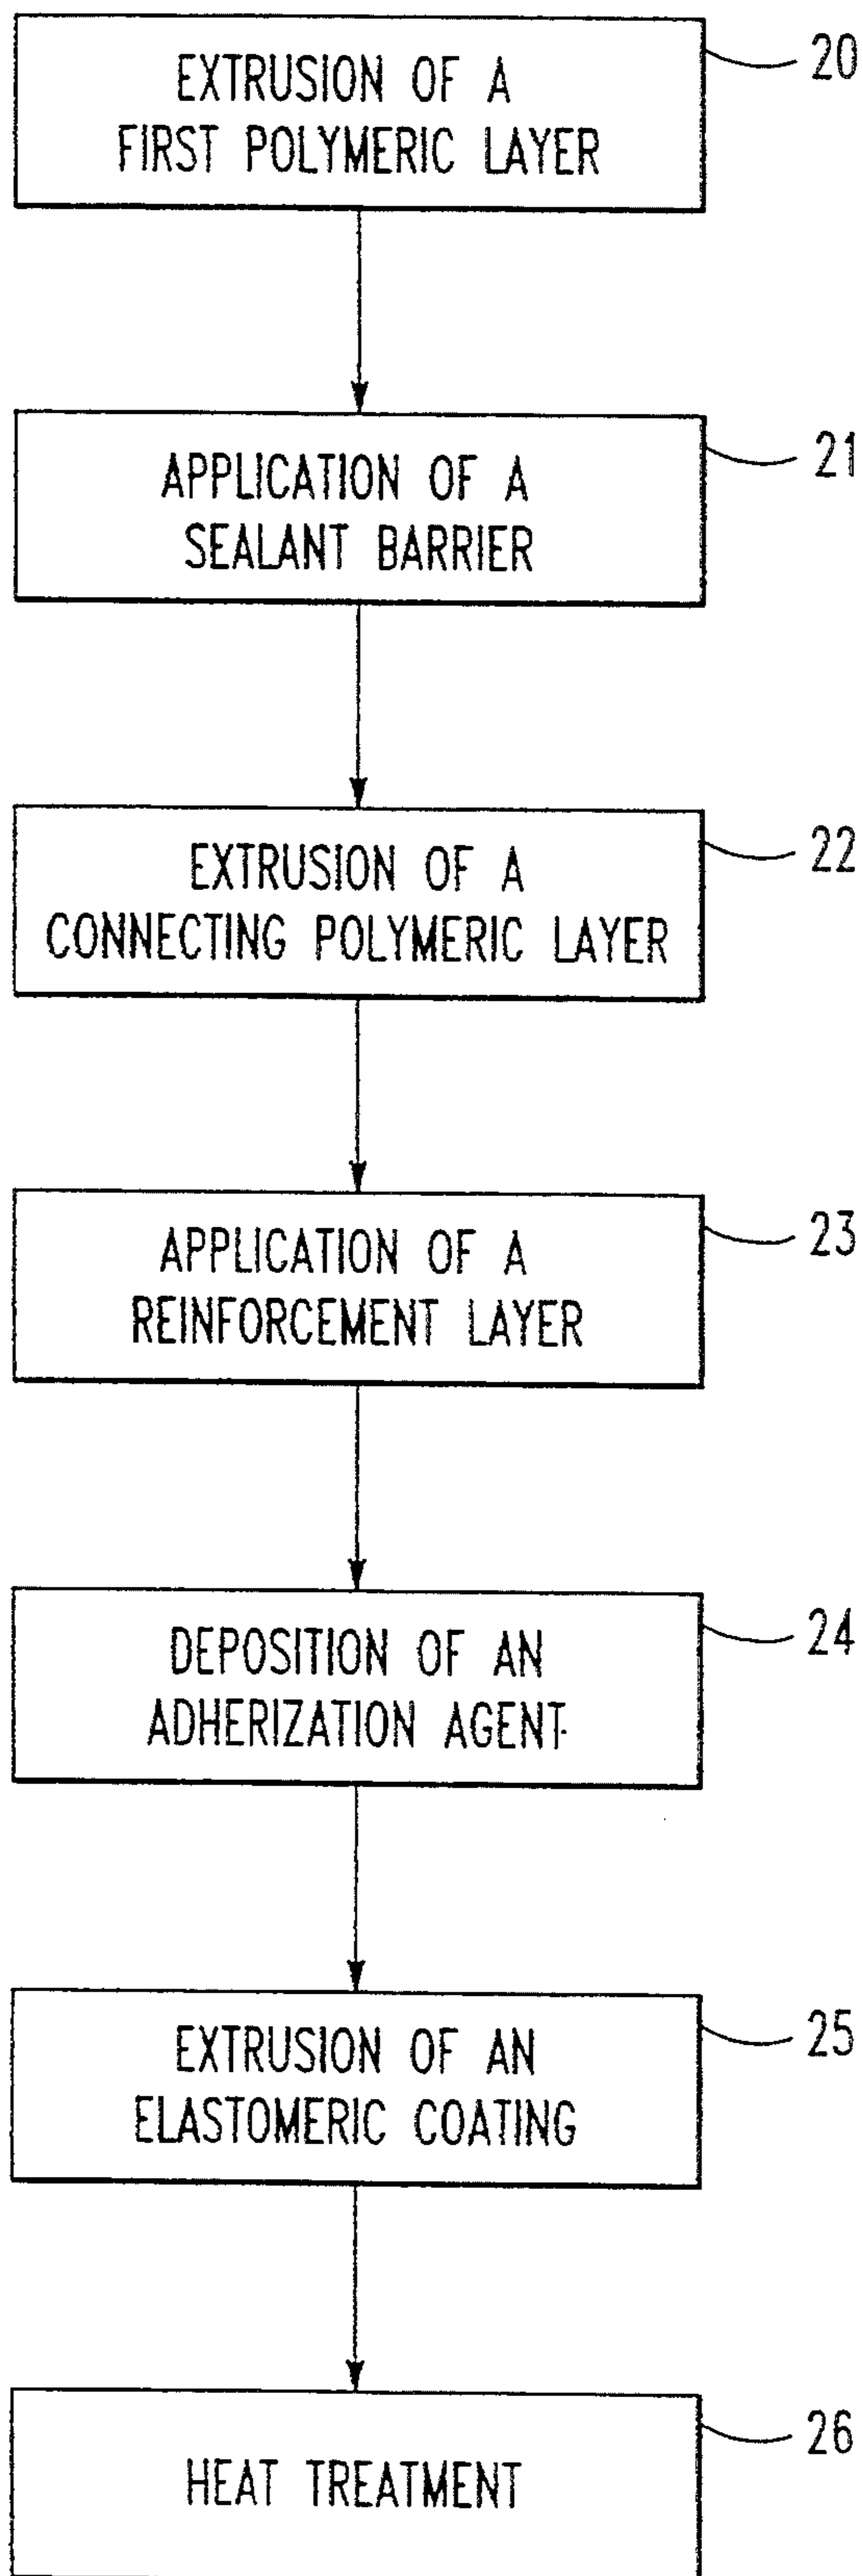 EXTRUSION OF A
FIRST POLYMERIC LAYER
20
APPLICATION OF A
SEALANT BARRIER
21
EXTRUSION OF A
CONNECTING POLYMERIC LAYER
22
APPLICATION OF A
REINFORCEMENT LAYER
23
DEPOSITION OF AN
ADHERIZATION AGENT
24
EXTRUSION OF AN
ELASTOMERIC COATING
25
HEAT TREATMENT
26